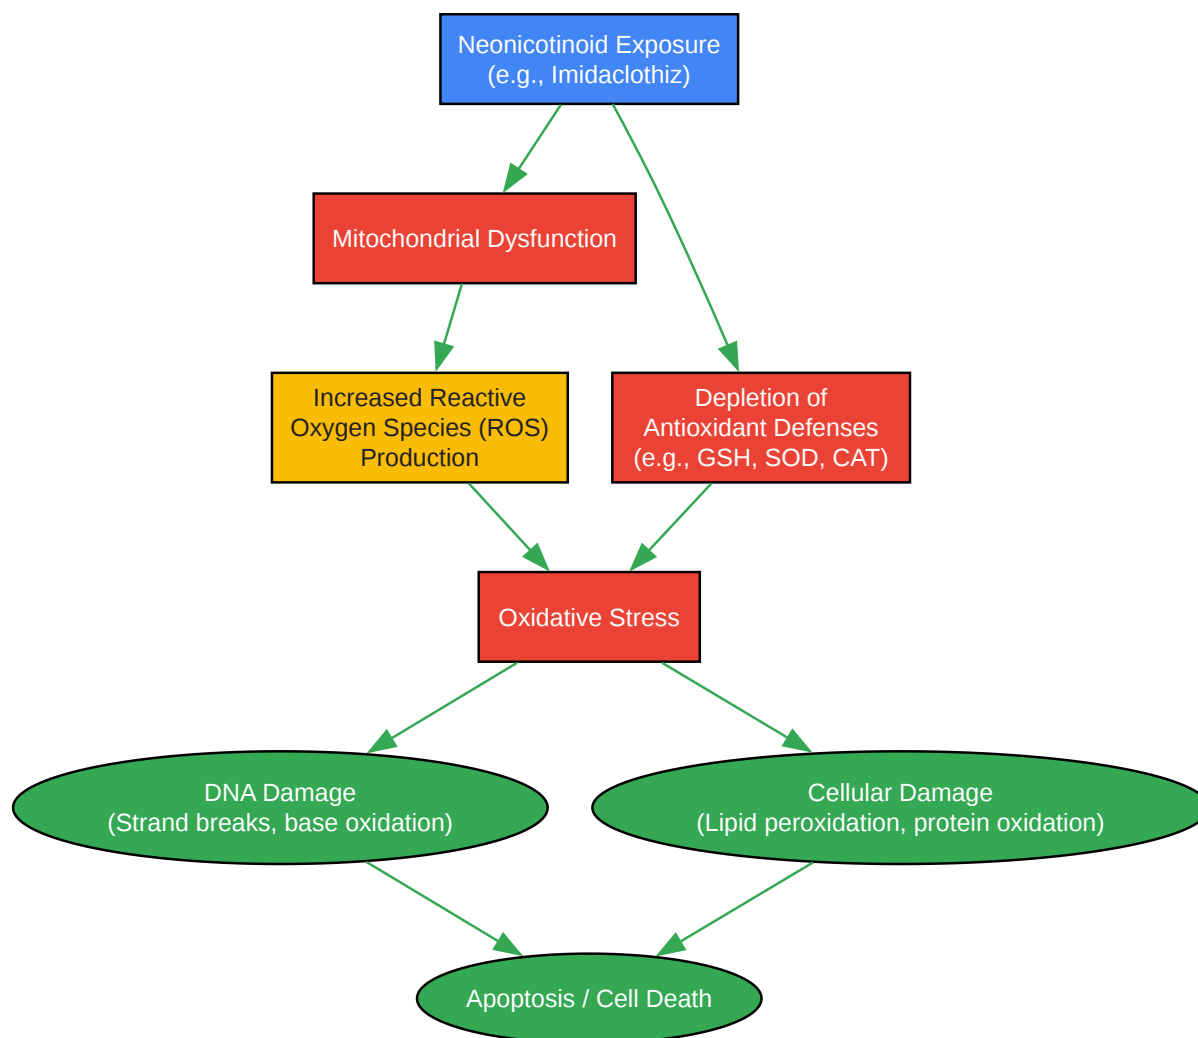 Neonicotinoid Exposure
(e.g., Imidaclothiz)
Mitochondrial Dysfunction
Increased Reactive
Oxygen Species (ROS)
Production
Depletion of
Antioxidant Defenses
(e.g., GSH, SOD, CAT)
Oxidative Stress
DNA Damage
(Strand breaks, base oxidation)
Cellular Damage
(Lipid peroxidation, protein oxidation)
Apoptosis / Cell Death